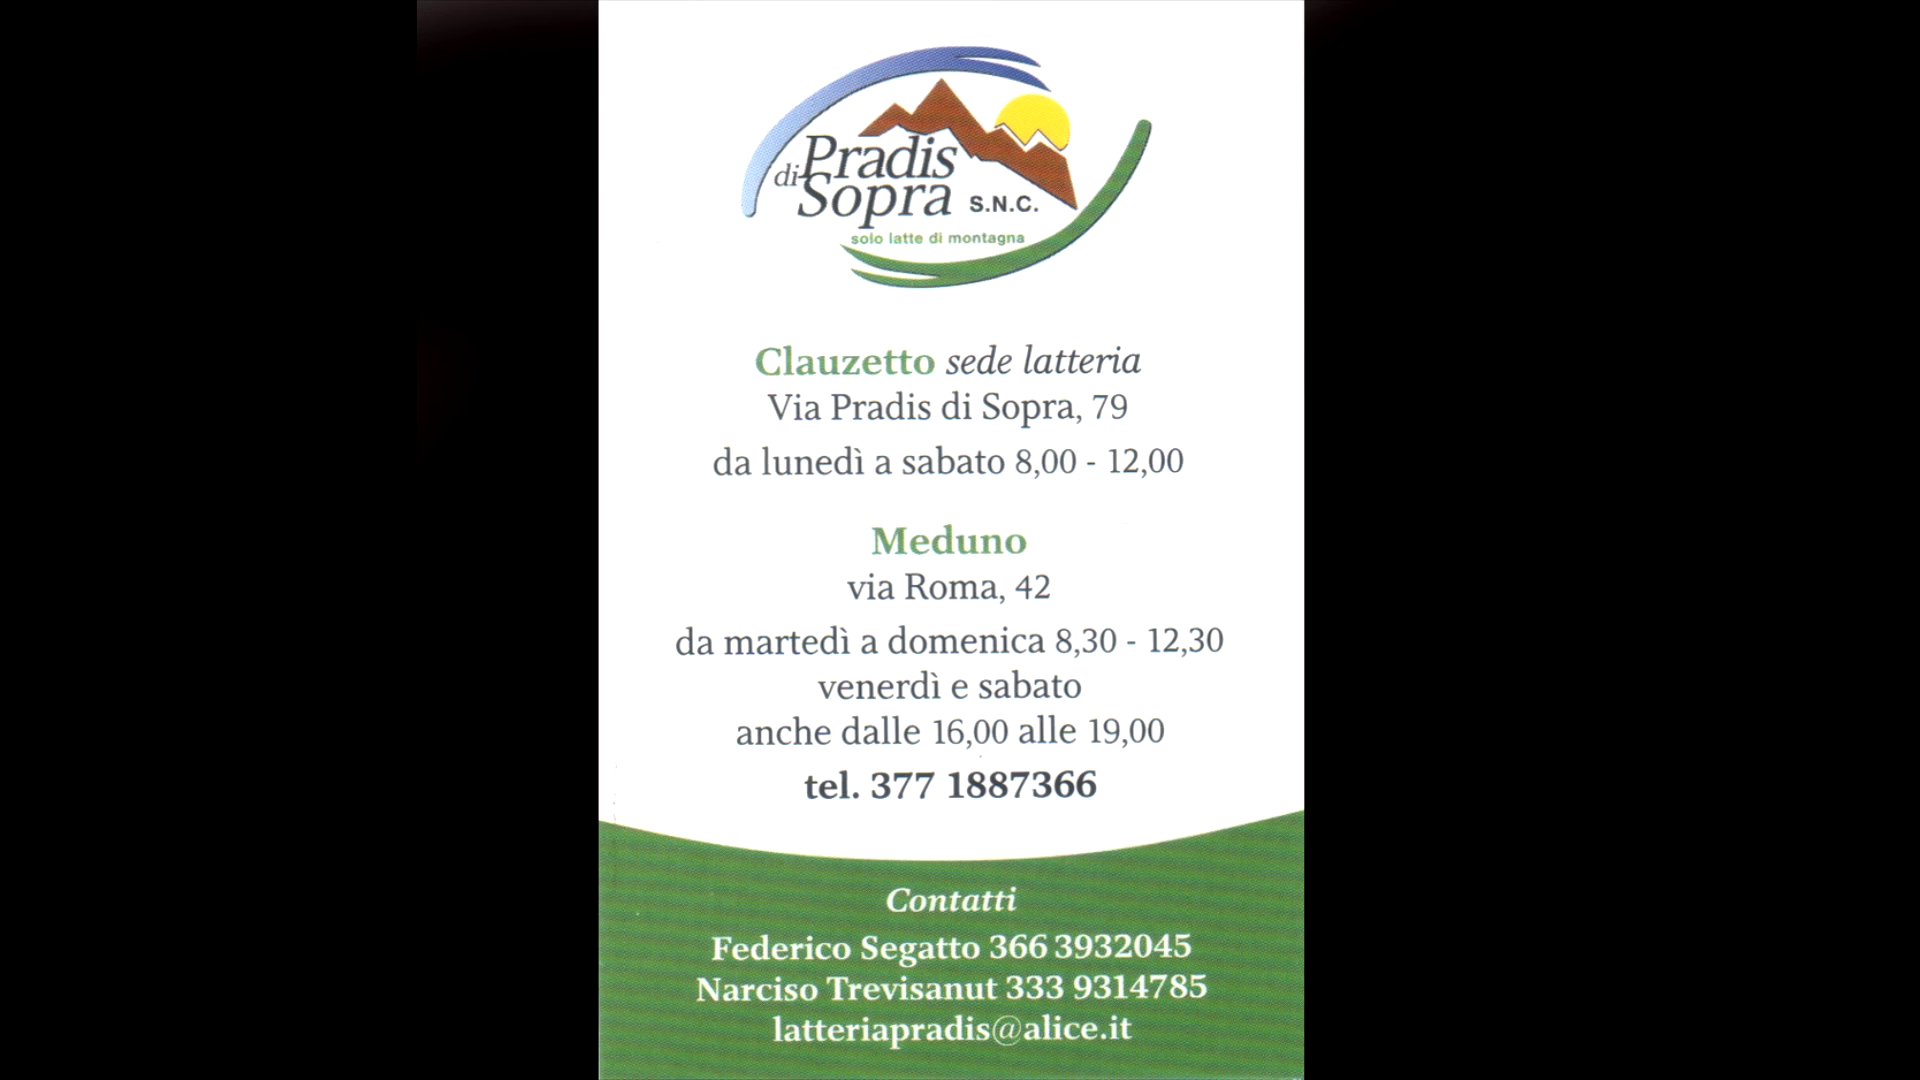 Pradis
di
Sopra S.N.C.
solo latte di montagna
Clauzetto sede latteria
Via Pradis di Sopra, 79
da lunedì a sabato 8,00 - 12,00
Meduno
via Roma, 42
da martedì a domenica 8,30 - 12,30
venerdì e sabato
anche dalle 16,00 alle 19,00
tel. 377 1887366
Contatti
Federico Segatto 366 3932045
Narciso Trevisanut 333 9314785
latteriapradis@alice.it